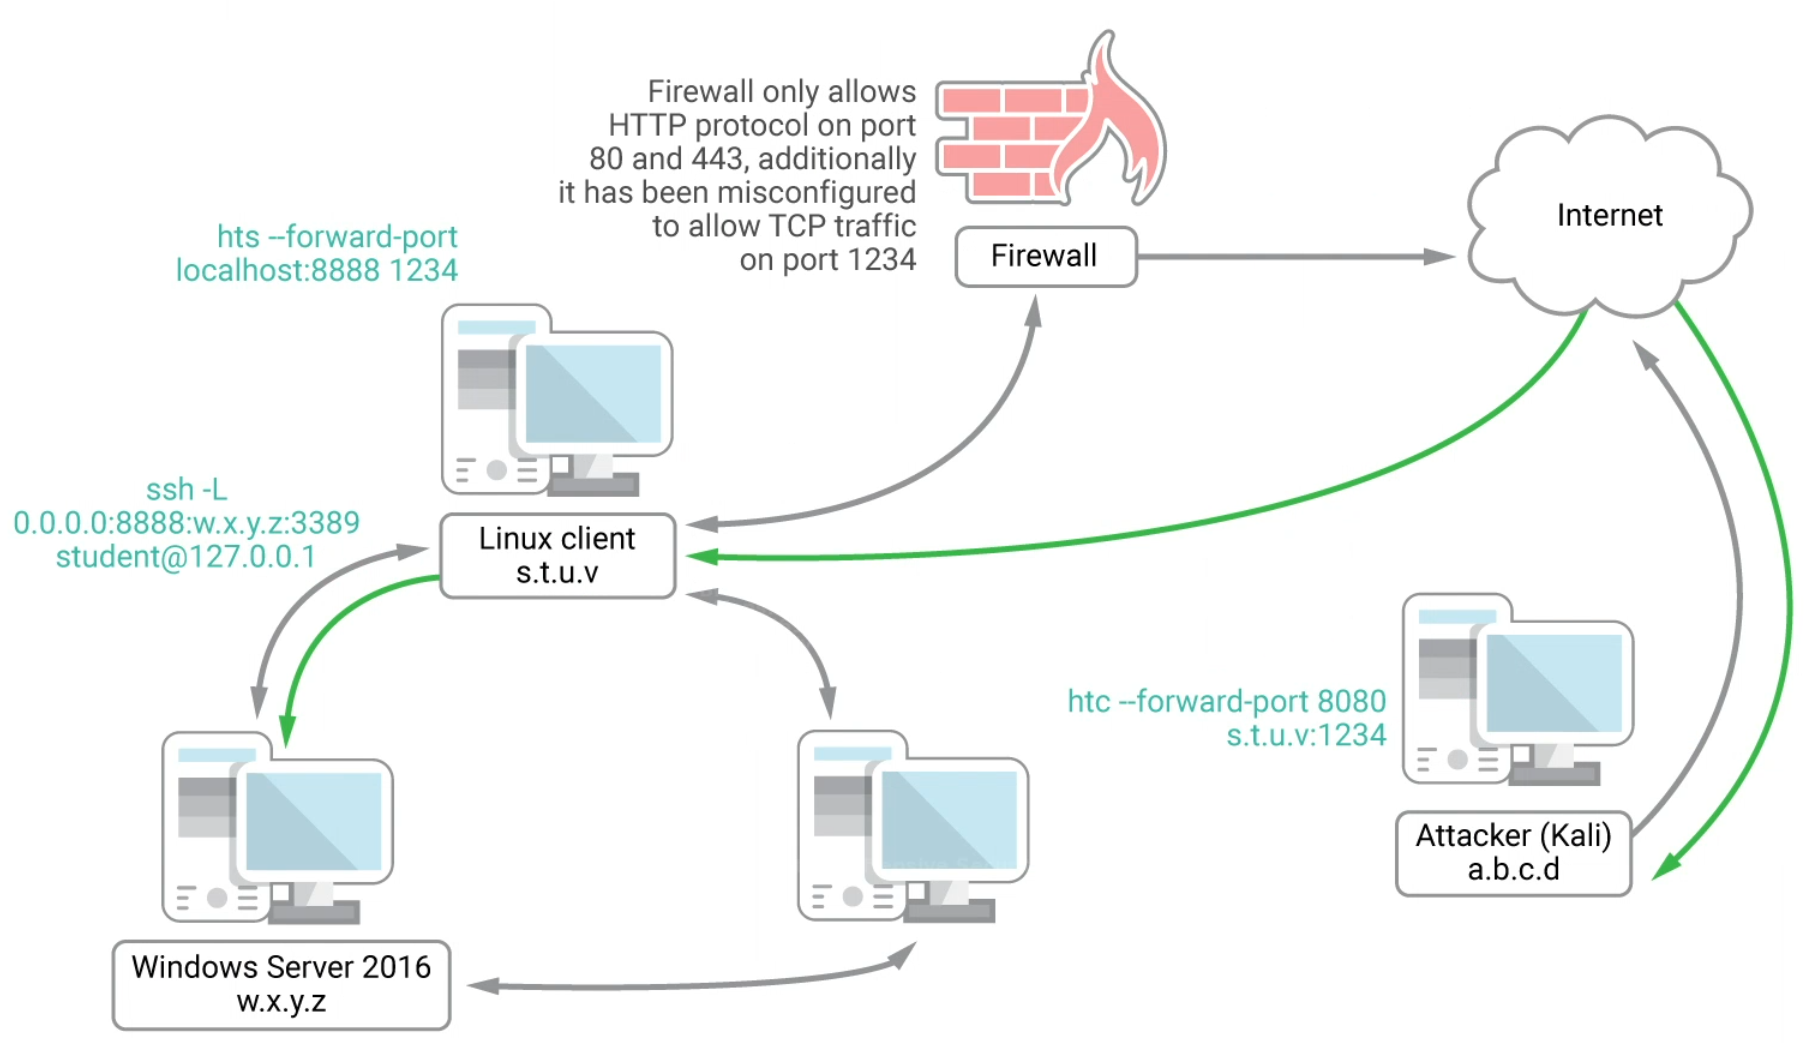 Firewall only allows
HTTP protocol on port
80 and 443, additionally
it has been misconfigured
to allow TCP traffic
on port 1234
Firewall
Internet
hts --forward-port
localhost:8888 1234
ssh -L
0.0.0.0:8888:w.x.y.z:3389
student@127.0.0.1
Linux client
s.t.u.v
htc --forward-port 8080
s.t.u.v:1234
Attacker (Kali)
a.b.c.d
Windows Server 2016
w.x.y.z